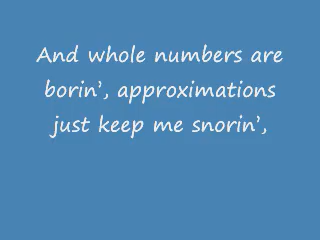 And whole numbers are
borin’, approximations
just keep me snorin’,